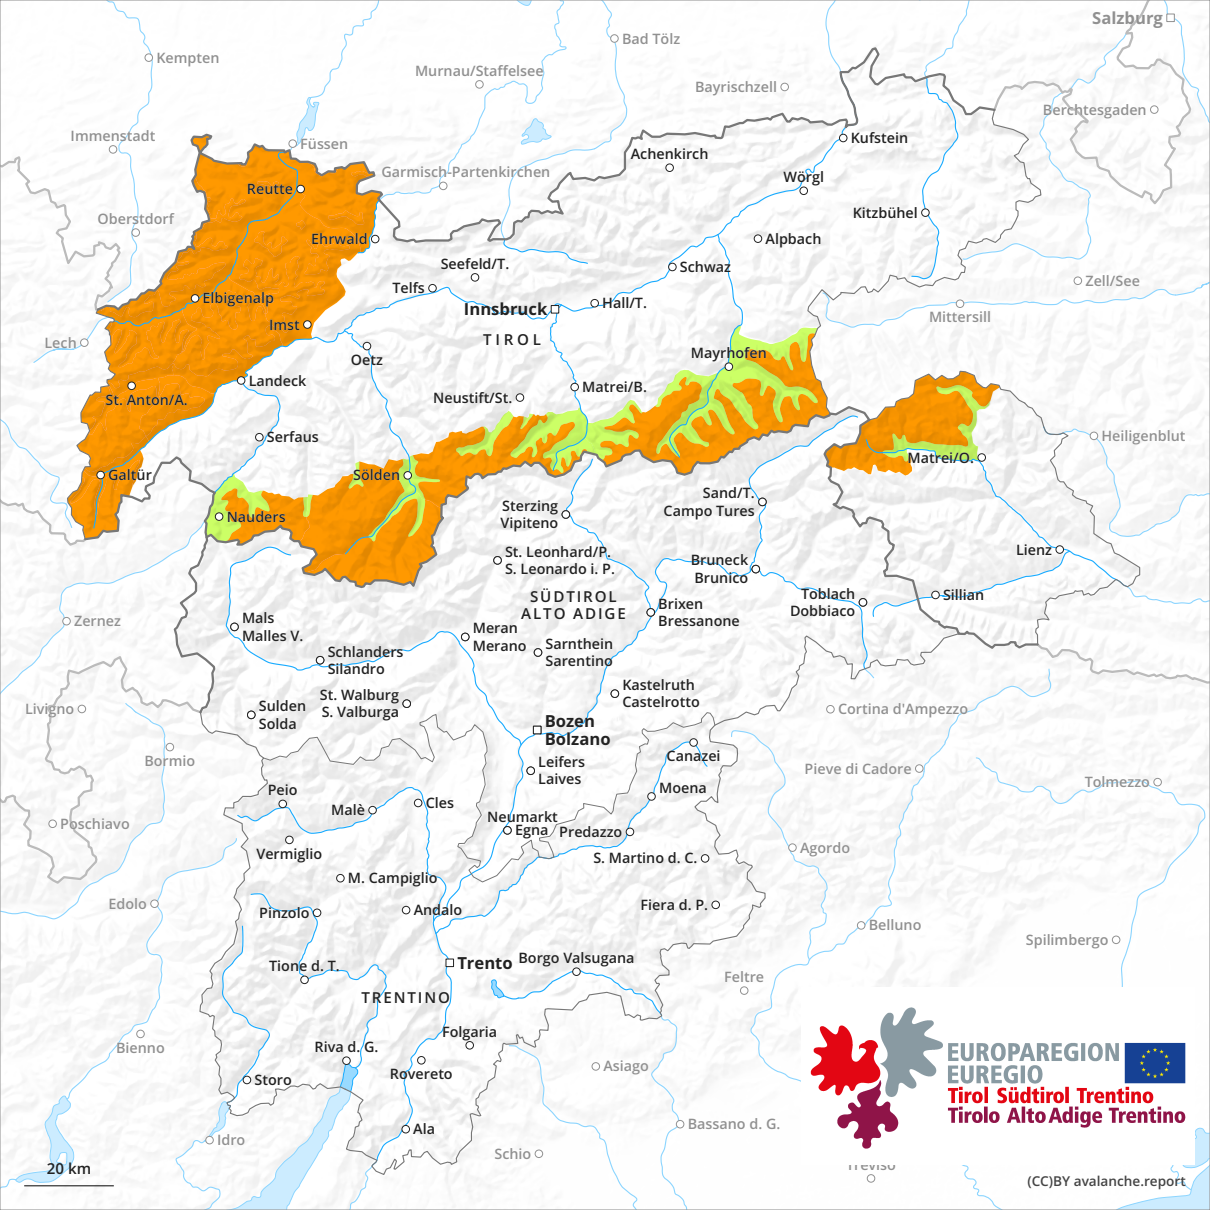 Salzburg
Bad Tölz
Kempten
Murnau/Staffelsee
Bayrischzell
Berchtesgaden
Immenstadt
Füssen
Kufstein
Achenkirch
Garmisch-Partenkirchen
Wörgl
Reutte
Oberstdorf
Kitzbühel
Ehrwald
Alpbach
Seefeld/T.
Schwaz
Zell/See
Telfs
Elbigenalp
Hall/T.
Innsbruck
Mittersill
Imst
TIROL
Lech
Mayrhofen
Oetz
Landeck
Matrei/B.
St. Anton/A.
Neustift/St.
Serfaus
Heiligenblut
Matrei/O.
Galtür
Sölden
Sand/T.
Campo Tures
Sterzing
Vipiteno
Nauders
St. Leonhard/P.
S. Leonardo i. P.
Lienz
Bruneck
Brunico
SÜDTIROL
ALTO ADIGE
Toblach
Dobbiaco
Sillian
Brixen
Bressanone
Mals
Malles V.
Zernez
Meran
Merano
Sarnthein
Sarentino
Schlanders
Silandro
Kastelruth
Castelrotto
St. Walburg
S. Valburga
Livigno
Sulden
Solda
Cortina d'Ampezzo
Bozen
Bolzano
Bormio
Canazei
Leifers
Laives
Pieve di Cadore
Tolmezzo
Peio
Moena
Malè
Cles
Neumarkt
Egna
Poschiavo
Predazzo
Vermiglio
Agordo
S. Martino d. C.
M. Campiglio
Edolo
Pinzolo
Andalo
Fiera d. P.
Belluno
Spilimbergo
Trento
Borgo Valsugana
Tione d. T.
Feltre
TRENTINO
Folgaria
Bienno
Riva d. G.
Rovereto
Asiago
Storo
EUROPAREGION
EUREGIO
Tirol Südtirol Trentino
Tirolo Alto Adige Trentino
Ala
Bassano d. G.
Idro
Schio
Treviso
20 km
(CC)BY avalanche.report